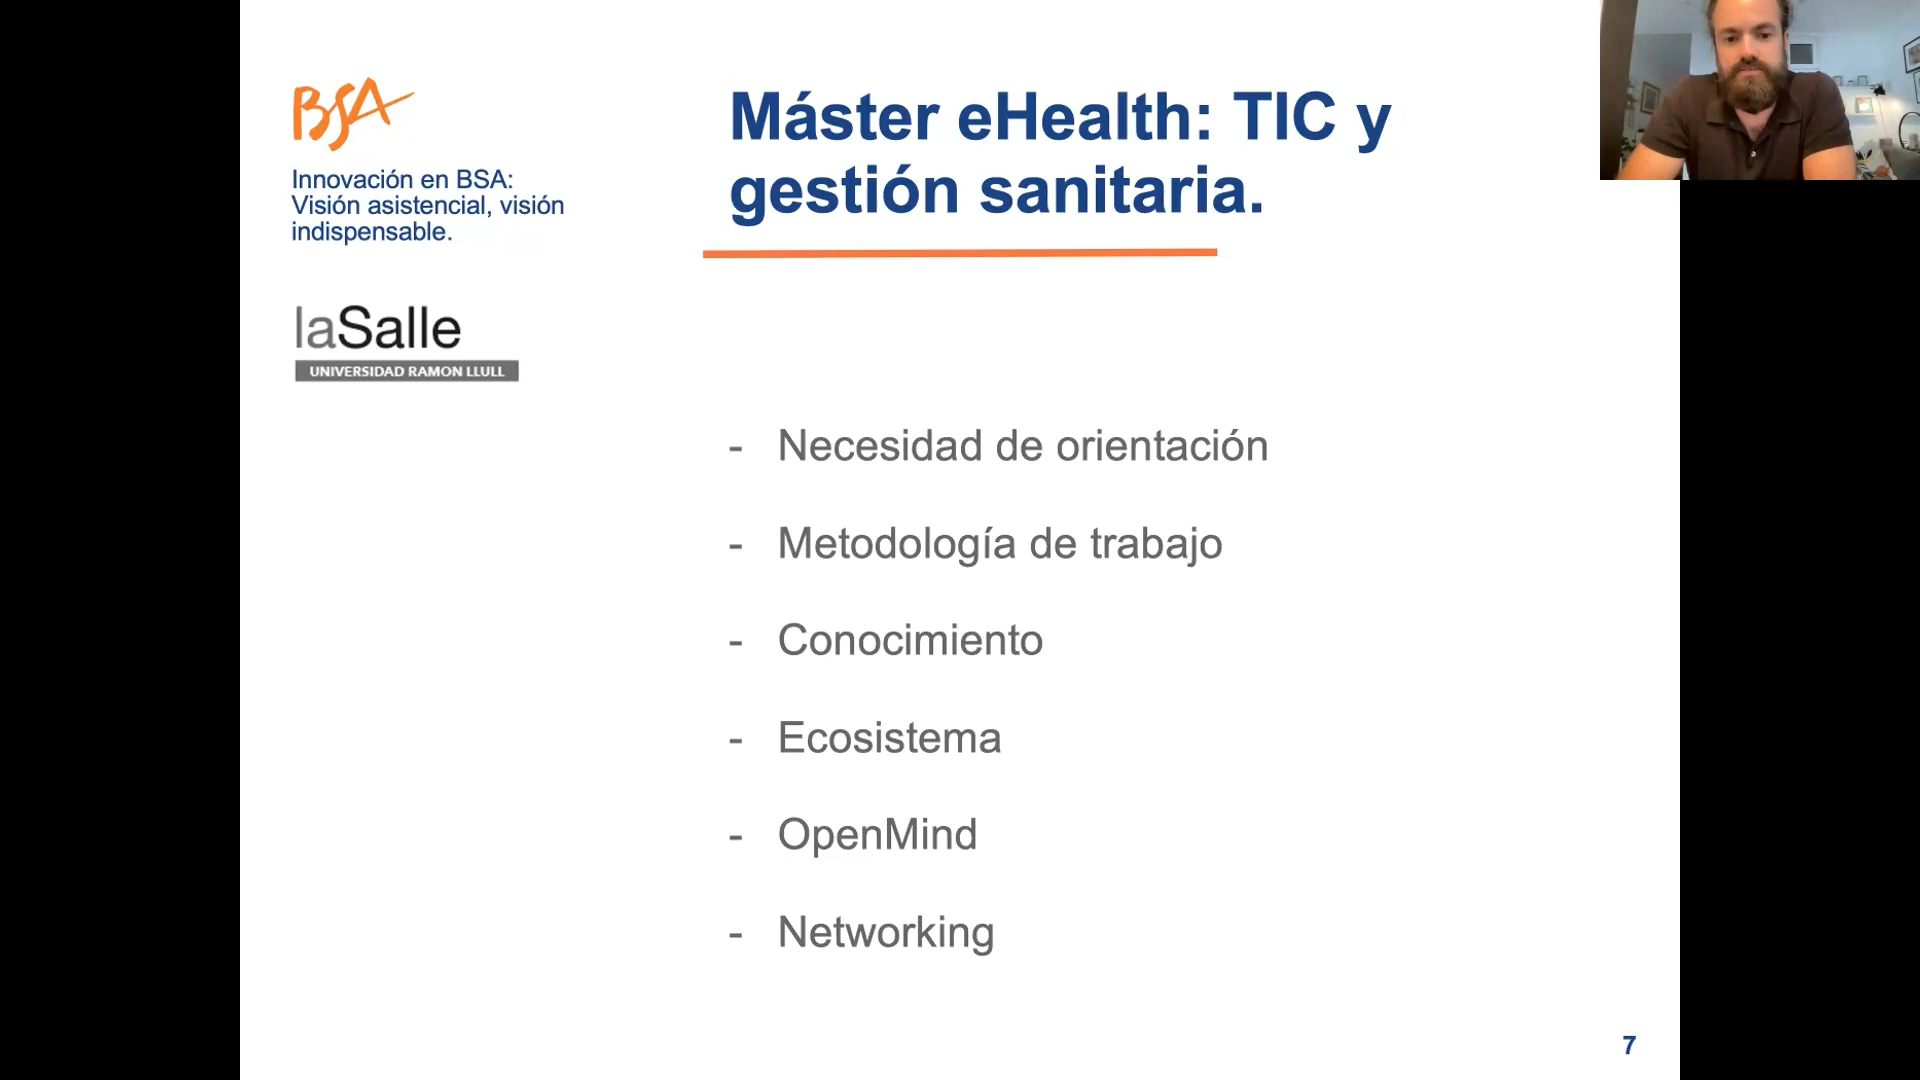 BSA
Innovación en BSA:
Visión asistencial, visión
indispensable.
laSalle
UNIVERSIDAD RAMON LLULL
Máster eHealth: TIC y
gestión sanitaria.
- Necesidad de orientación
- Metodología de trabajo
- Conocimiento
- Ecosistema
- OpenMind
- Networking
7